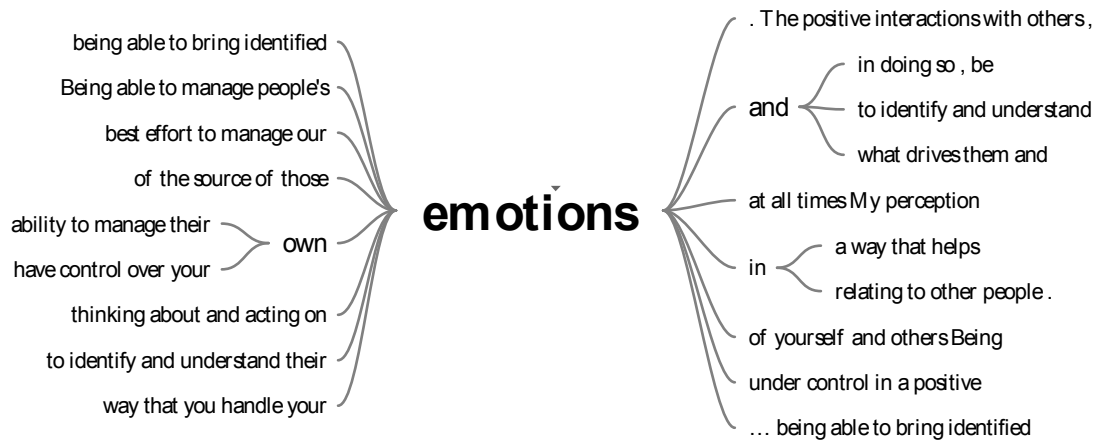 being able to bring identified
Being able to manage people's
best effort to manage our
of the source of those
ability to manage their
have control over your
own
thinking about and acting on
to identify and understand their
way that you handle your
emotions
. The positive interactions with others ,
and
in doing so , be
to identify and understand
what drives them and
at all times My perception
in
a way that helps
relating to other people .
of yourself and others Being
under control in a positive
… being able to bring identified